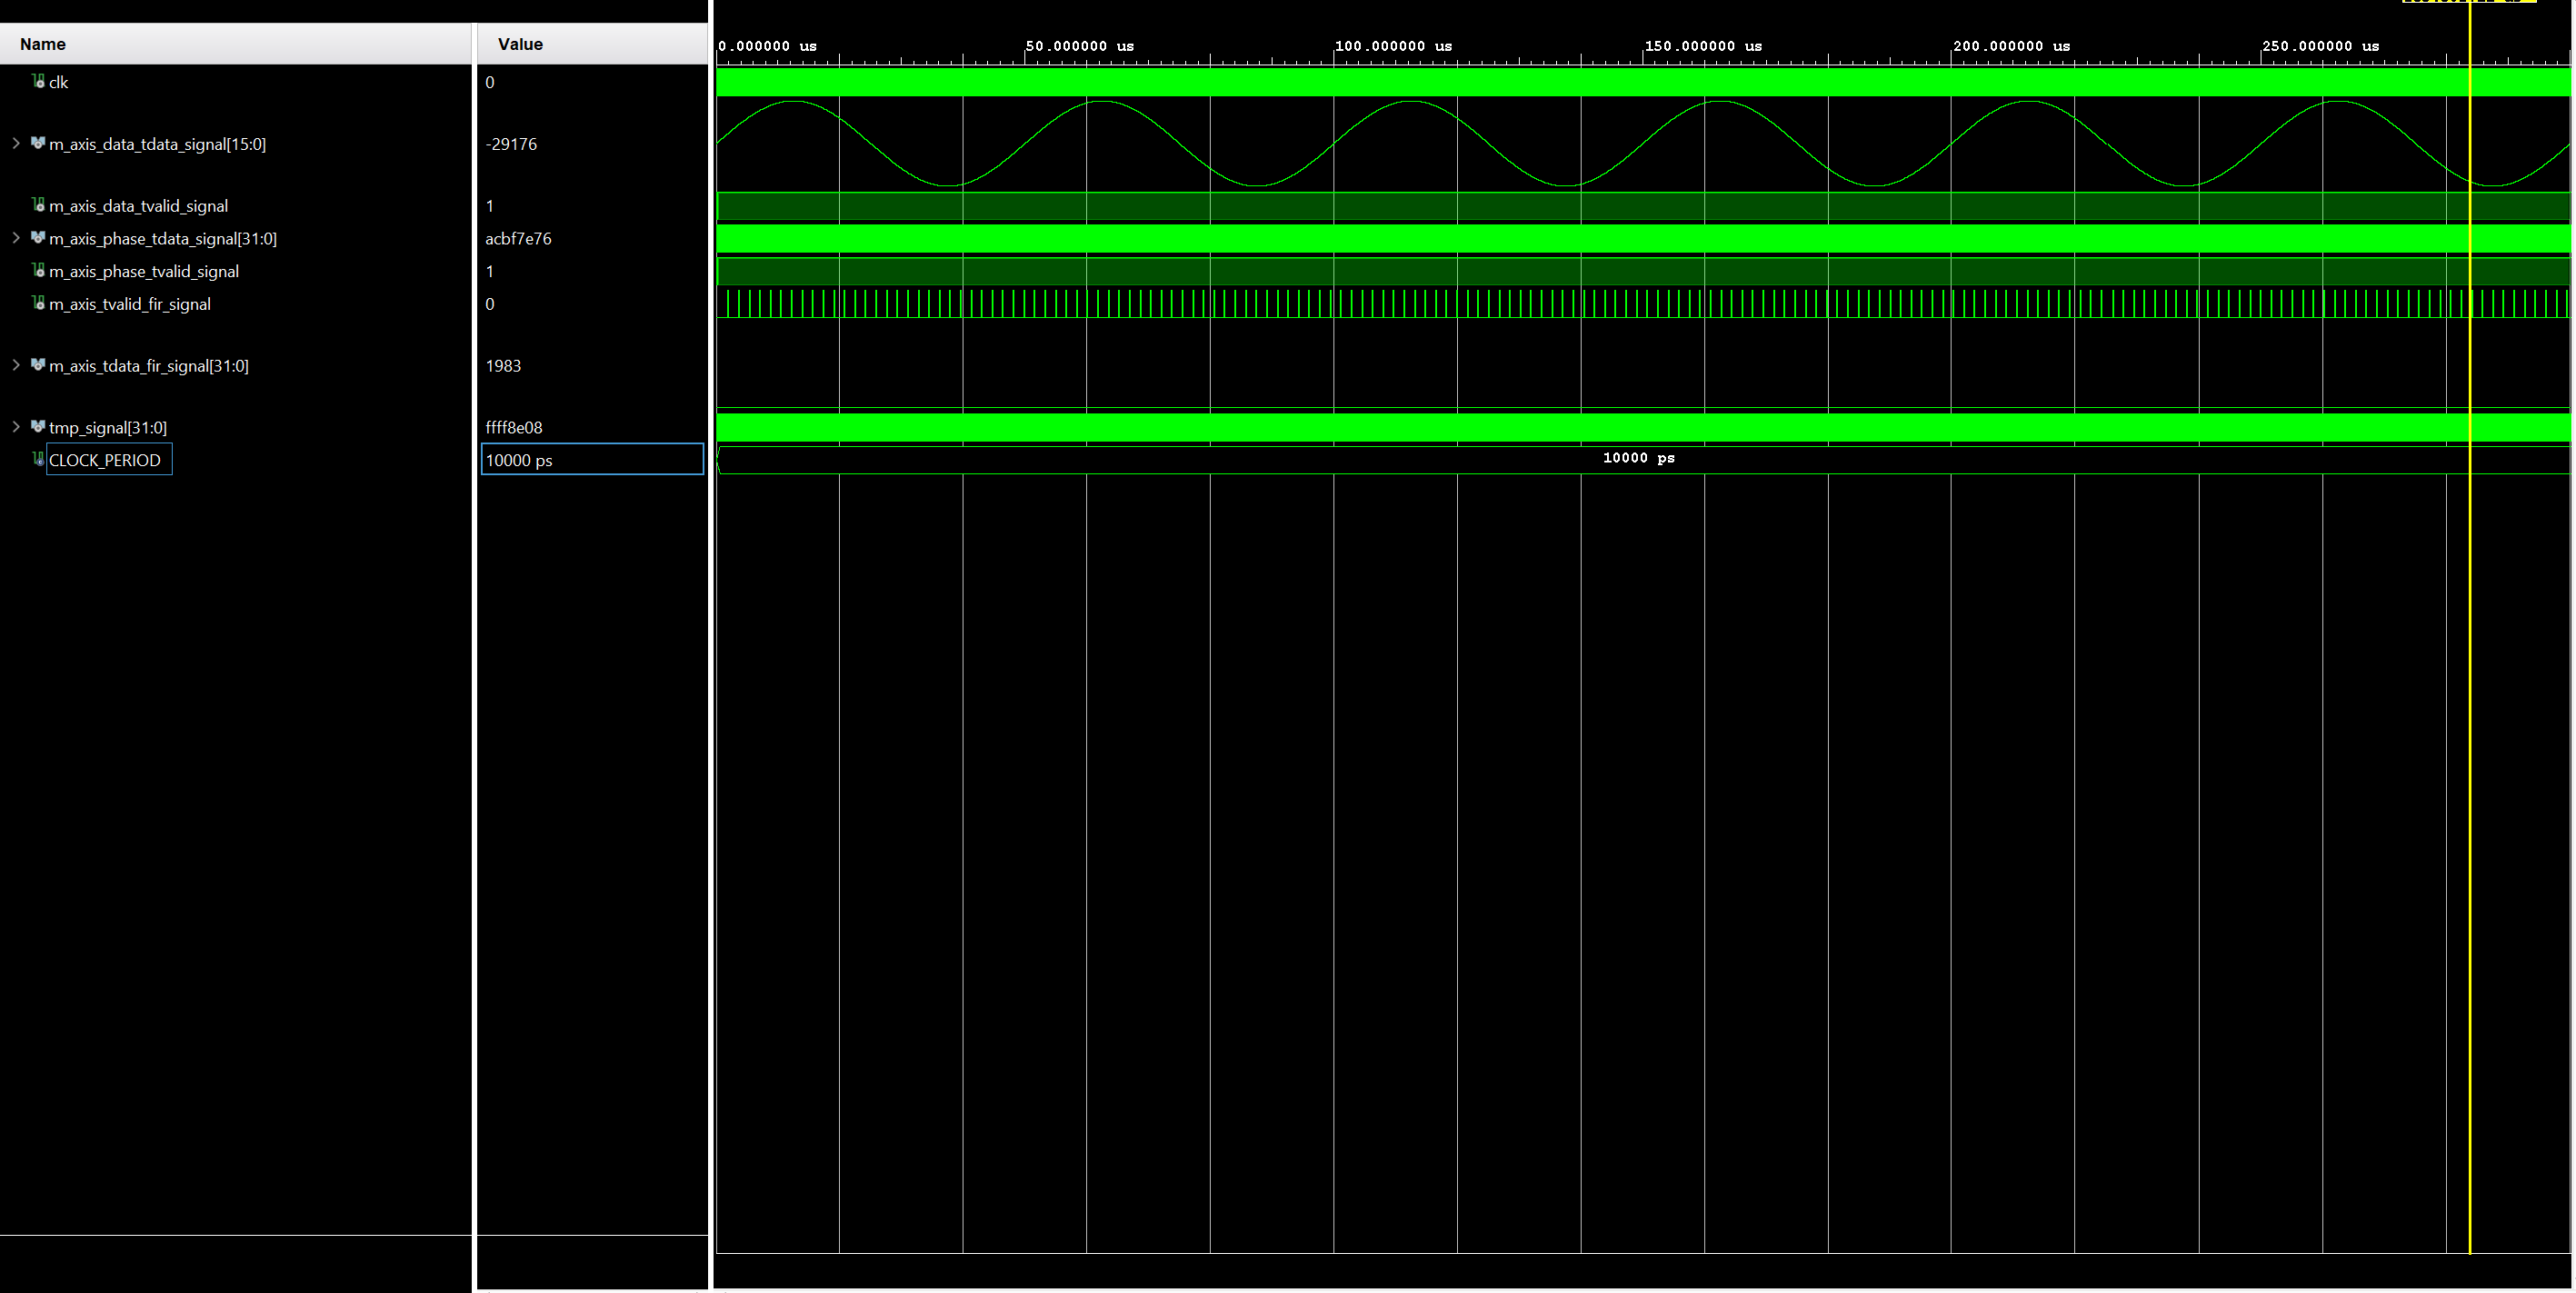 Name Value 0.000000 us 50.000000 us 100.000000 us 150.000000 us 200.000000 us 250.000000 us
clk 0
m_axis_data_tdata_signal[15:0] -29176
m_axis_data_tvalid_signal 1
m_axis_phase_tdata_signal[31:0] acbf7e76
m_axis_phase_tvalid_signal 1
m_axis_tvalid_fir_signal 0
m_axis_tdata_fir_signal[31:0] 1983
tmp_signal[31:0] ffff8e08
CLOCK_PERIOD 10000 ps 10000 ps